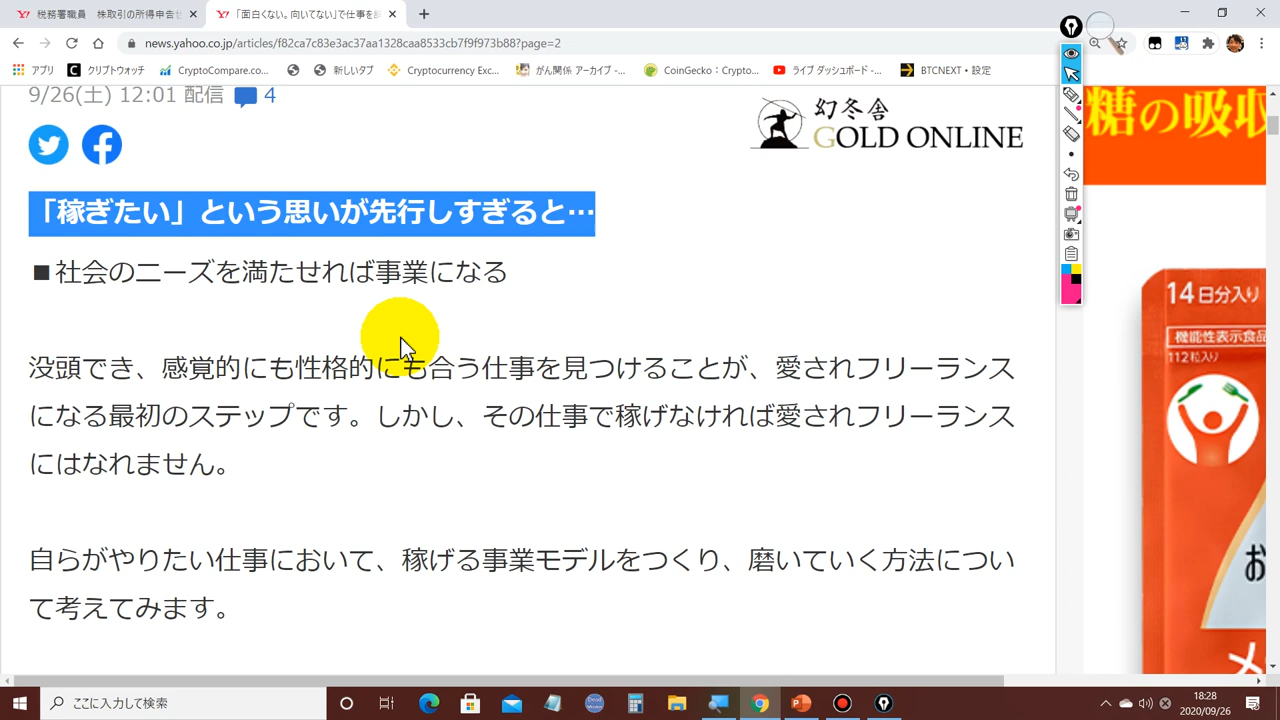 税務署職員 株取引の所得申告せ
「面白くない。向いてない」で仕事を辞
news.yahoo.co.jp/articles/f82ca7c83e3ac37aa1328caa8533cb7f9f973b88?page=2
アプリ
クリプトウォッチ
CryptoCompare.co...
新しいタブ
Cryptocurrency Exc...
がん関係 アーカイブ -...
CoinGecko : Crypto...
ライブ ダッシュボード -...
BTCNEXT • 設定
9/26(土) 12:01 配信 4
幻冬舎
GOLD ONLINE
糖の吸収
「稼ぎたい」という思いが先行しすぎると…
■社会のニーズを満たせれば事業になる
没頭でき、感覚的にも性格的にも合う仕事を見つけることが、愛されフリーランス
になる最初のステップです。しかし、その仕事で稼げなければ愛されフリーランス
にはなれません。
自らがやりたい仕事において、稼げる事業モデルをつくり、磨いていく方法につい
て考えてみます。
14日分入り
機能性表示食品
112粒入り
お
メ
ここに入力して検索
18:28
2020/09/26